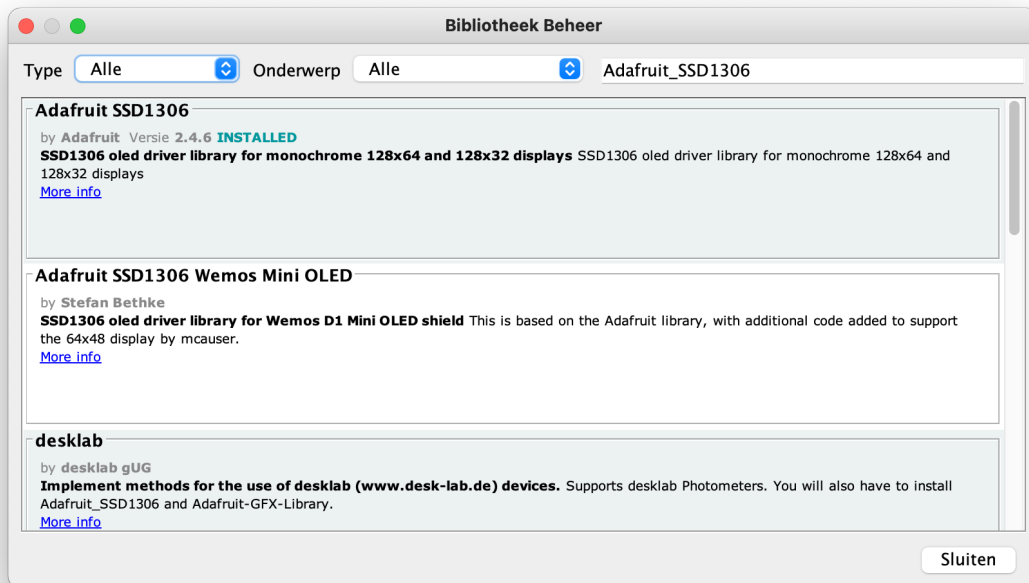 Bibliotheek Beheer
Type Alle Onderwerp Alle Adafruit_SSD1306
Adafruit SSD1306
by Adafruit Versie 2.4.6 INSTALLED
SSD1306 oled driver library for monochrome 128x64 and 128x32 displays SSD1306 oled driver library for monochrome 128x64 and
128x32 displays
More info
Adafruit SSD1306 Wemos Mini OLED
by Stefan Bethke
SSD1306 oled driver library for Wemos D1 Mini OLED shield This is based on the Adafruit library, with additional code added to support
the 64x48 display by mcauser.
More info
desklab
by desklab gUG
Implement methods for the use of desklab (www.desk-lab.de) devices. Supports desklab Photometers. You will also have to install
Adafruit_SSD1306 and Adafruit-GFX-Library.
More info
Sluiten